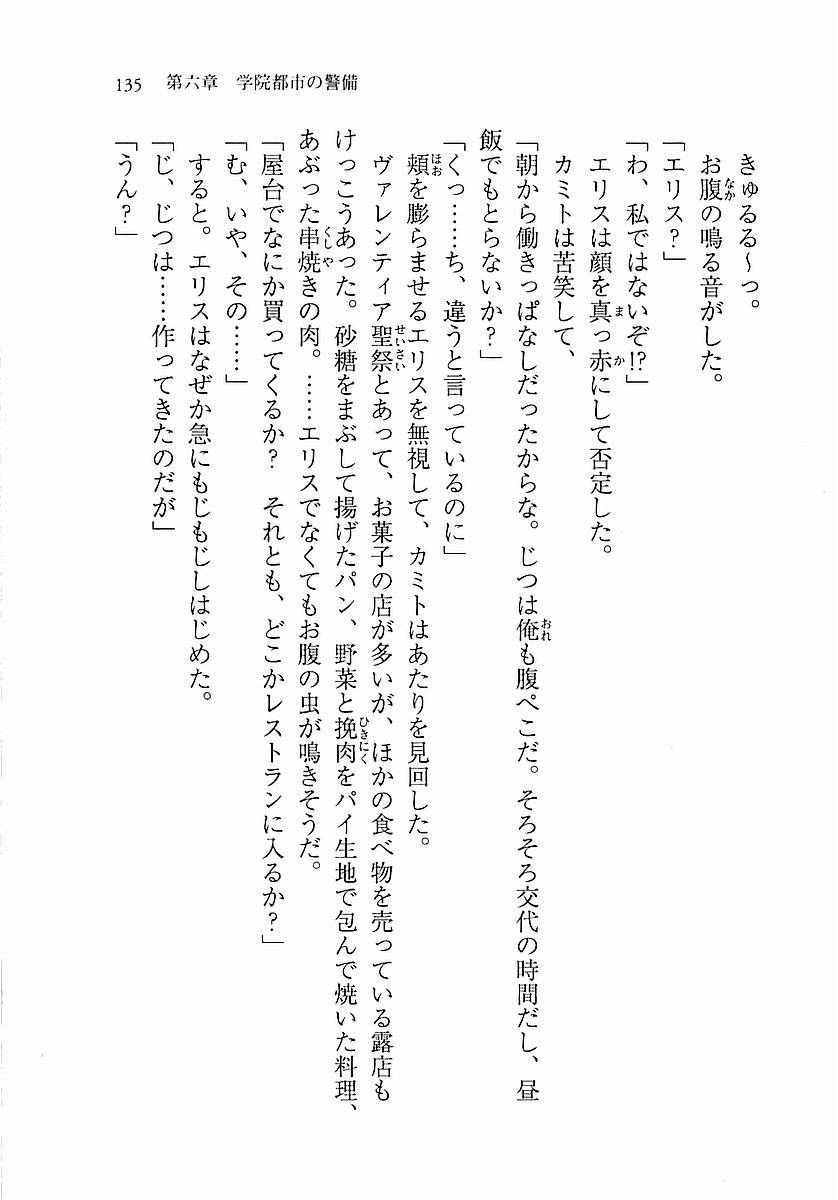 135　第六章　学院都市の警備
きゅるる～っ。
お腹の鳴る音がした。
「エリス？」
「わ、私ではないぞ!?」
エリスは顔を真っ赤にして否定した。
カミトは苦笑して、
「朝から働きっぱなしだったからな。じつは俺も腹ぺこだ。そろそろ交代の時間だし、昼
飯でもとらないか？」
「くっ……ち、違うと言っているのに」
頬を膨らませるエリスを無視して、カミトはあたりを見回した。
ヴァレンティア聖祭とあって、お菓子の店が多いが、ほかの食べ物を売っている露店も
けっこうあった。砂糖をまぶして揚げたパン、野菜と挽肉をパイ生地で包んで焼いた料理、
あぶった串焼きの肉。……エリスでなくてもお腹の虫が鳴きそうだ。
「屋台でなにか買ってくるか？　それとも、どこかレストランに入るか？」
「む、いや、その……」
すると。エリスはなぜか急にもじもじしはじめた。
「じ、じつは……作ってきたのだが」
「うん？」